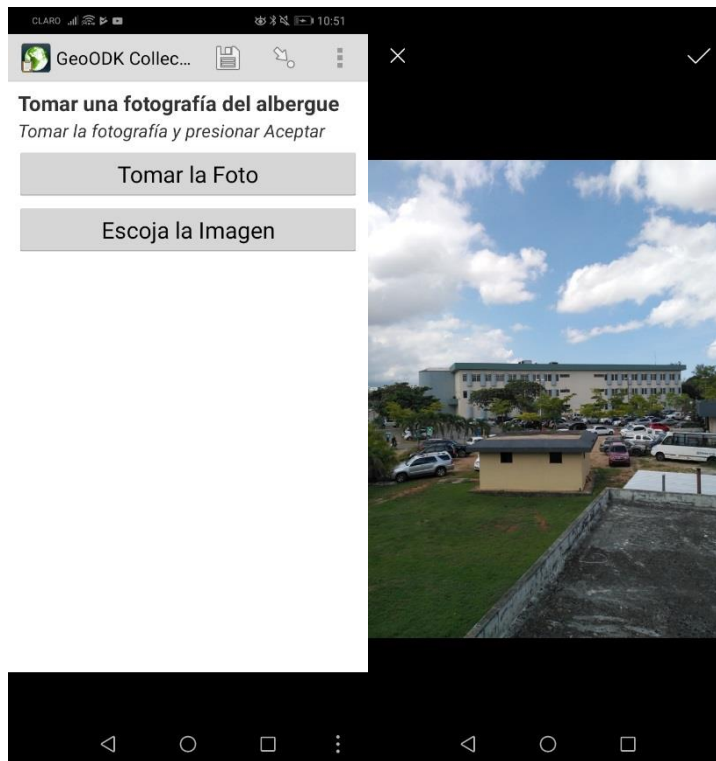 CLARO
10:51
GeoODK Collec...
Tomar una fotografía del albergue
Tomar la fotografía y presionar Aceptar
Tomar la Foto
Escoja la Imagen